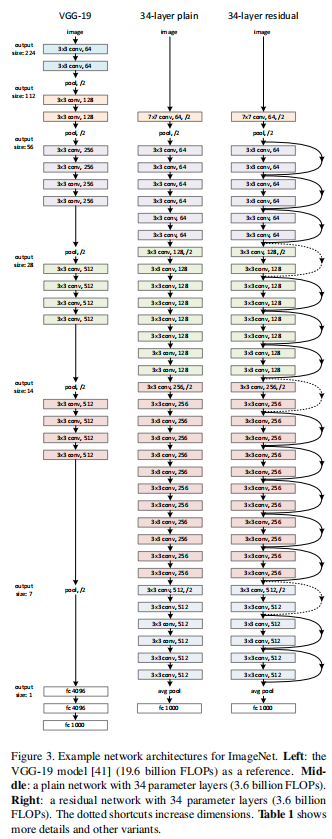 VGG-19
image
output
size: 224
3x3 conv, 64
3x3 conv, 64
output
size: 112
pool, /2
3x3 conv, 128
3x3 conv, 128
output
size: 56
pool, /2
3x3 conv, 256
3x3 conv, 256
3x3 conv, 256
3x3 conv, 256
output
size: 28
pool, /2
3x3 conv, 512
3x3 conv, 512
3x3 conv, 512
3x3 conv, 512
output
size: 14
pool, /2
3x3 conv, 512
3x3 conv, 512
3x3 conv, 512
3x3 conv, 512
output
size: 7
pool, /2
output
size: 1
fc 4096
fc 4096
fc 1000
34-layer plain
image
7x7 conv, 64, /2
pool, /2
3x3 conv, 64
3x3 conv, 64
3x3 conv, 64
3x3 conv, 64
3x3 conv, 64
3x3 conv, 64
3x3 conv, 128, /2
3x3 conv, 128
3x3 conv, 128
3x3 conv, 128
3x3 conv, 128
3x3 conv, 128
3x3 conv, 128
3x3 conv, 128
3x3 conv, 256, /2
3x3 conv, 256
3x3 conv, 256
3x3 conv, 256
3x3 conv, 256
3x3 conv, 256
3x3 conv, 256
3x3 conv, 256
3x3 conv, 256
3x3 conv, 256
3x3 conv, 256
3x3 conv, 256
3x3 conv, 512, /2
3x3 conv, 512
3x3 conv, 512
3x3 conv, 512
3x3 conv, 512
3x3 conv, 512
avg pool
fc 1000
34-layer residual
image
7x7 conv, 64, /2
pool, /2
3x3 conv, 64
3x3 conv, 64
3x3 conv, 64
3x3 conv, 64
3x3 conv, 64
3x3 conv, 64
3x3 conv, 128, /2
3x3 conv, 128
3x3 conv, 128
3x3 conv, 128
3x3 conv, 128
3x3 conv, 128
3x3 conv, 128
3x3 conv, 128
3x3 conv, 256, /2
3x3 conv, 256
3x3 conv, 256
3x3 conv, 256
3x3 conv, 256
3x3 conv, 256
3x3 conv, 256
3x3 conv, 256
3x3 conv, 256
3x3 conv, 256
3x3 conv, 256
3x3 conv, 256
3x3 conv, 512, /2
3x3 conv, 512
3x3 conv, 512
3x3 conv, 512
3x3 conv, 512
3x3 conv, 512
avg pool
fc 1000
Figure 3. Example network architectures for ImageNet. Left: the
VGG-19 model [41] (19.6 billion FLOPs) as a reference. Mid-
dle: a plain network with 34 parameter layers (3.6 billion FLOPs).
Right: a residual network with 34 parameter layers (3.6 billion
FLOPs). The dotted shortcuts increase dimensions. Table 1 shows
more details and other variants.